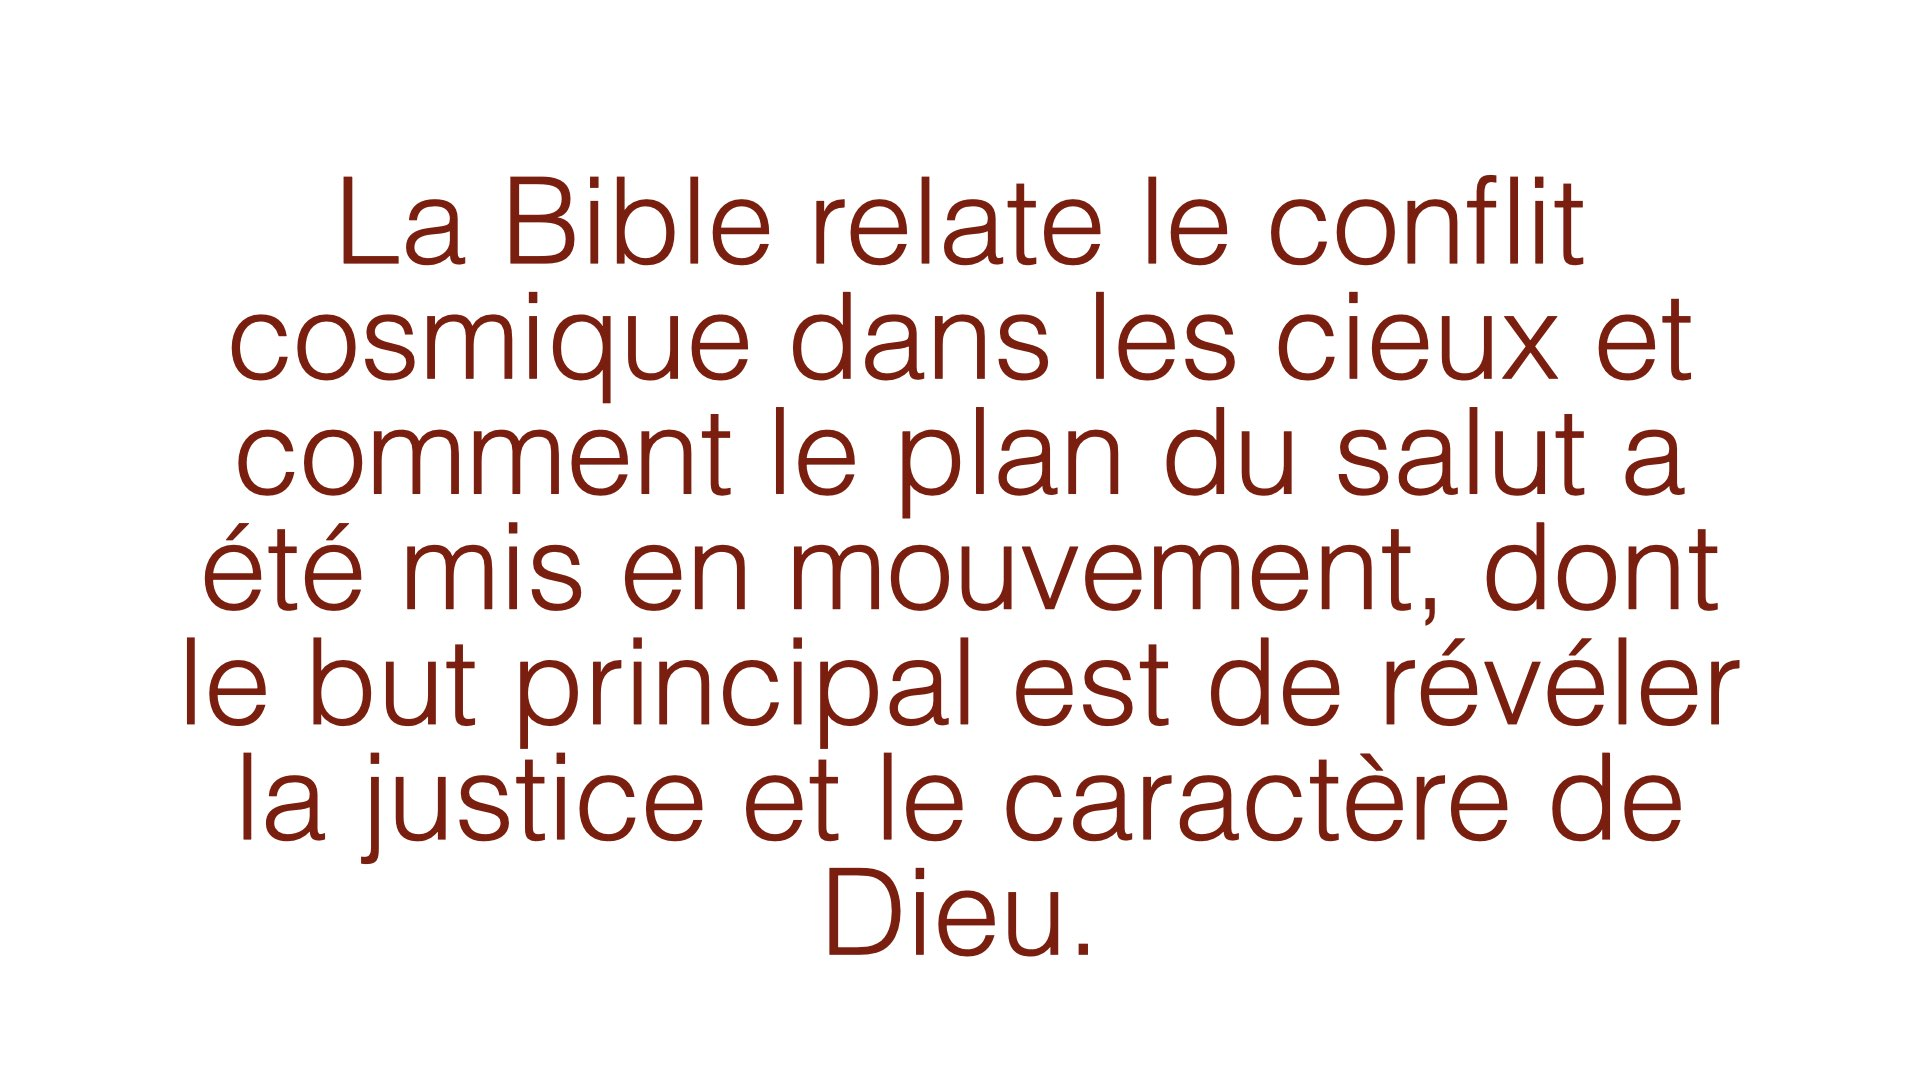 La Bible relate le conflit
cosmique dans les cieux et
comment le plan du salut a
été mis en mouvement, dont
le but principal est de révéler
la justice et le caractère de
Dieu.